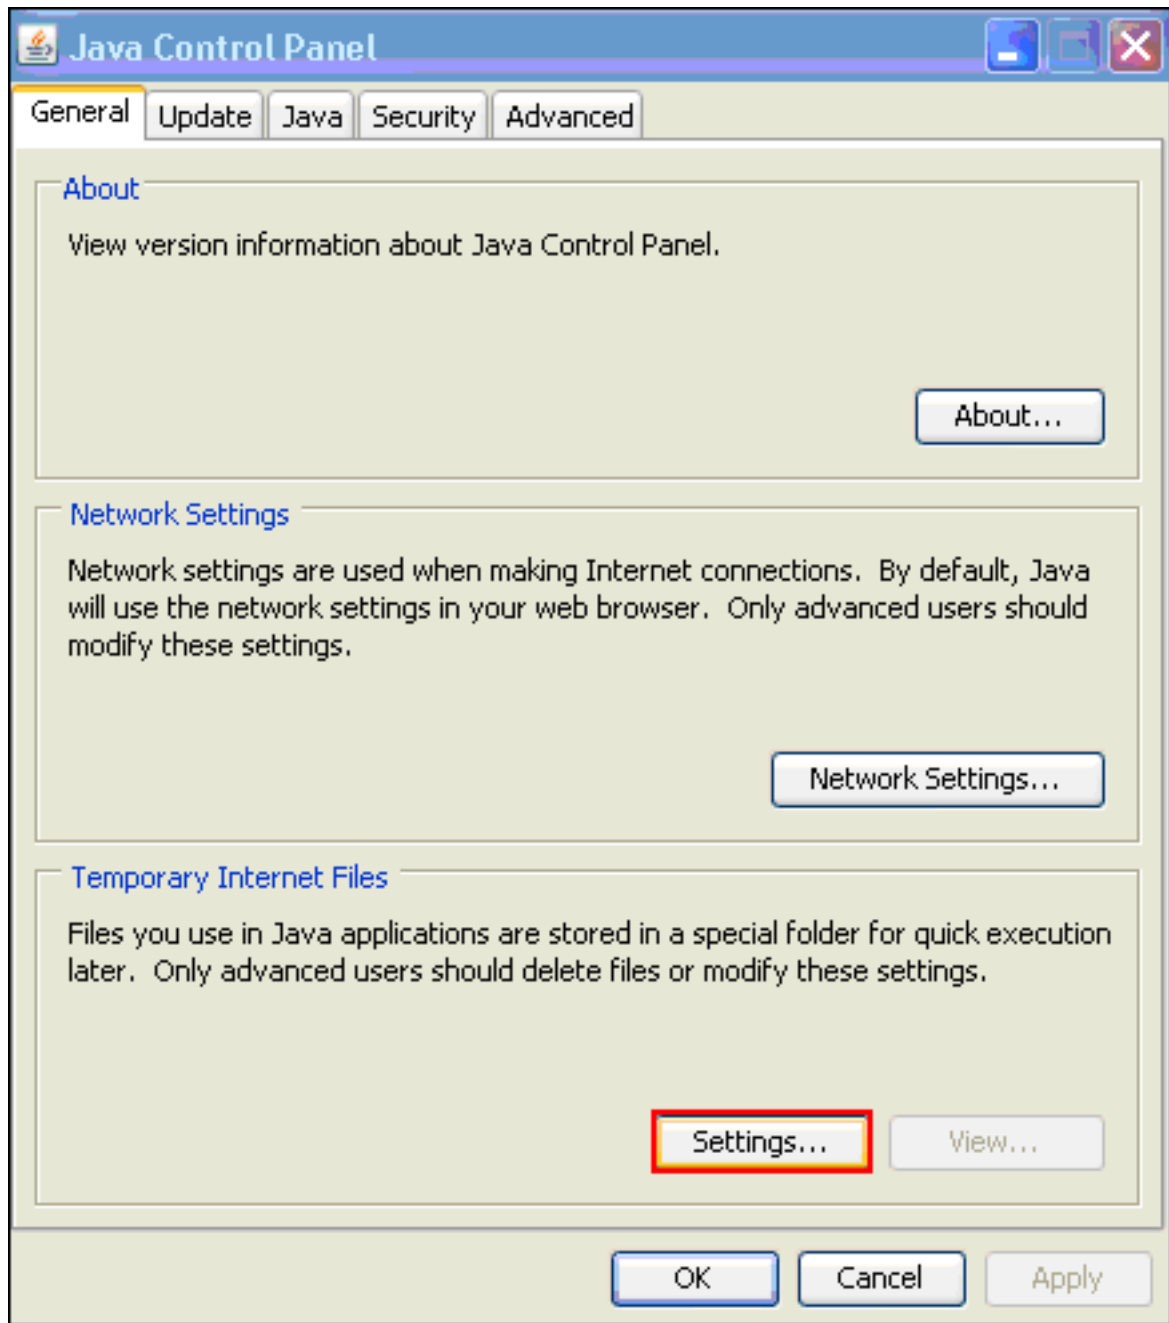 Java Control Panel
General Update Java Security Advanced
About
View version information about Java Control Panel.
About...
Network Settings
Network settings are used when making Internet connections.  By default, Java
will use the network settings in your web browser.  Only advanced users should
modify these settings.
Network Settings...
Temporary Internet Files
Files you use in Java applications are stored in a special folder for quick execution
later.  Only advanced users should delete files or modify these settings.
Settings... View...
OK Cancel Apply